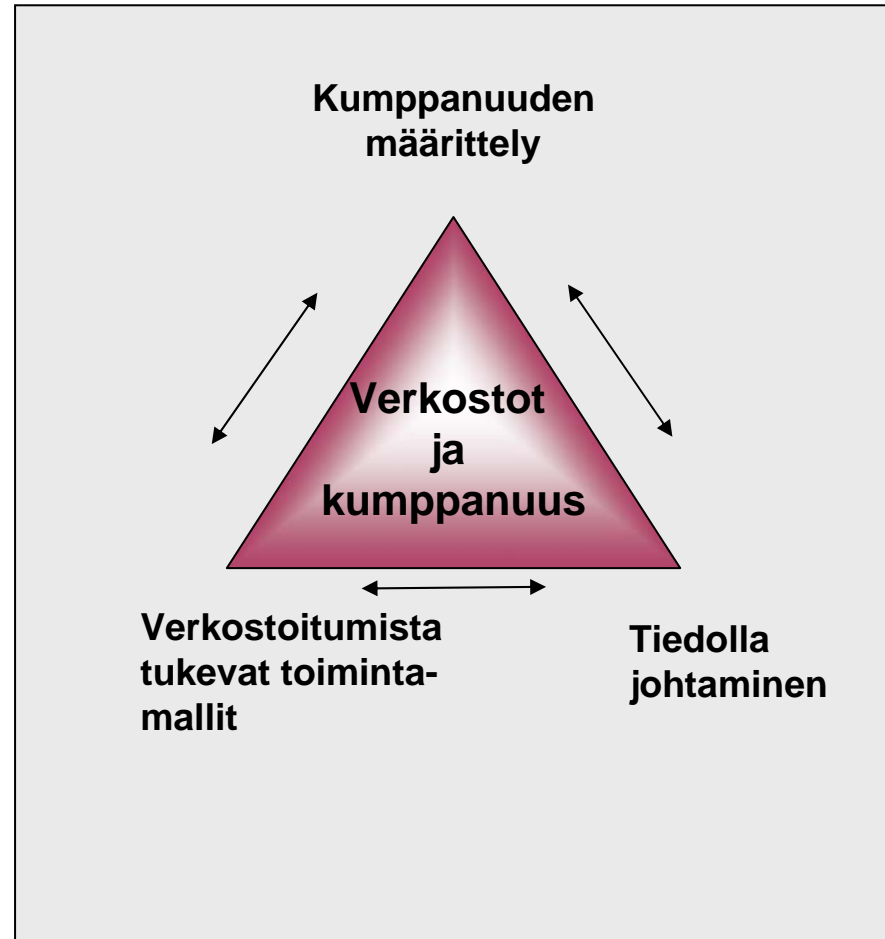 Kumppanuuden
määrittely
Verkostot
ja
kumppanuus
Verkostoitumista
tukevat toiminta-
mallit
Tiedolla
johtaminen